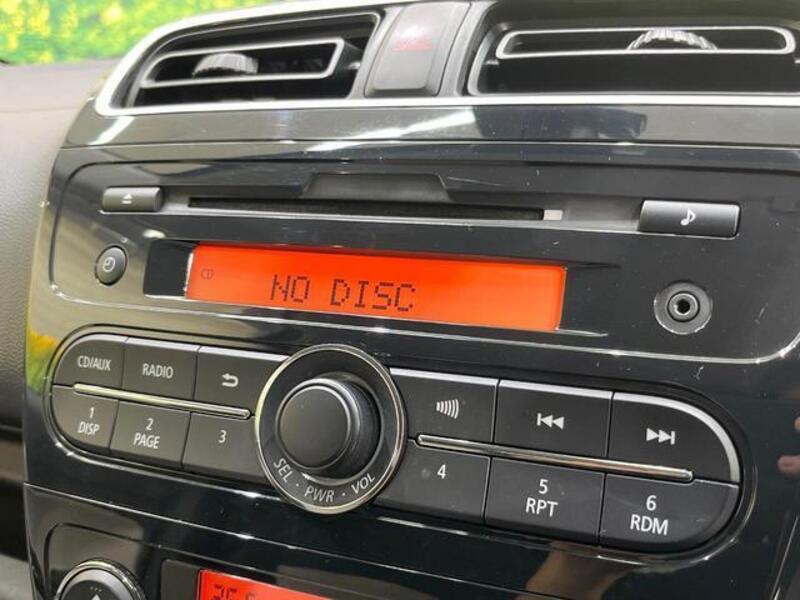 CD
NO DISC
CD/AUX
RADIO
1
DISP
2
PAGE
3
SEL · PWR · VOL
4
5
RPT
6
RDM